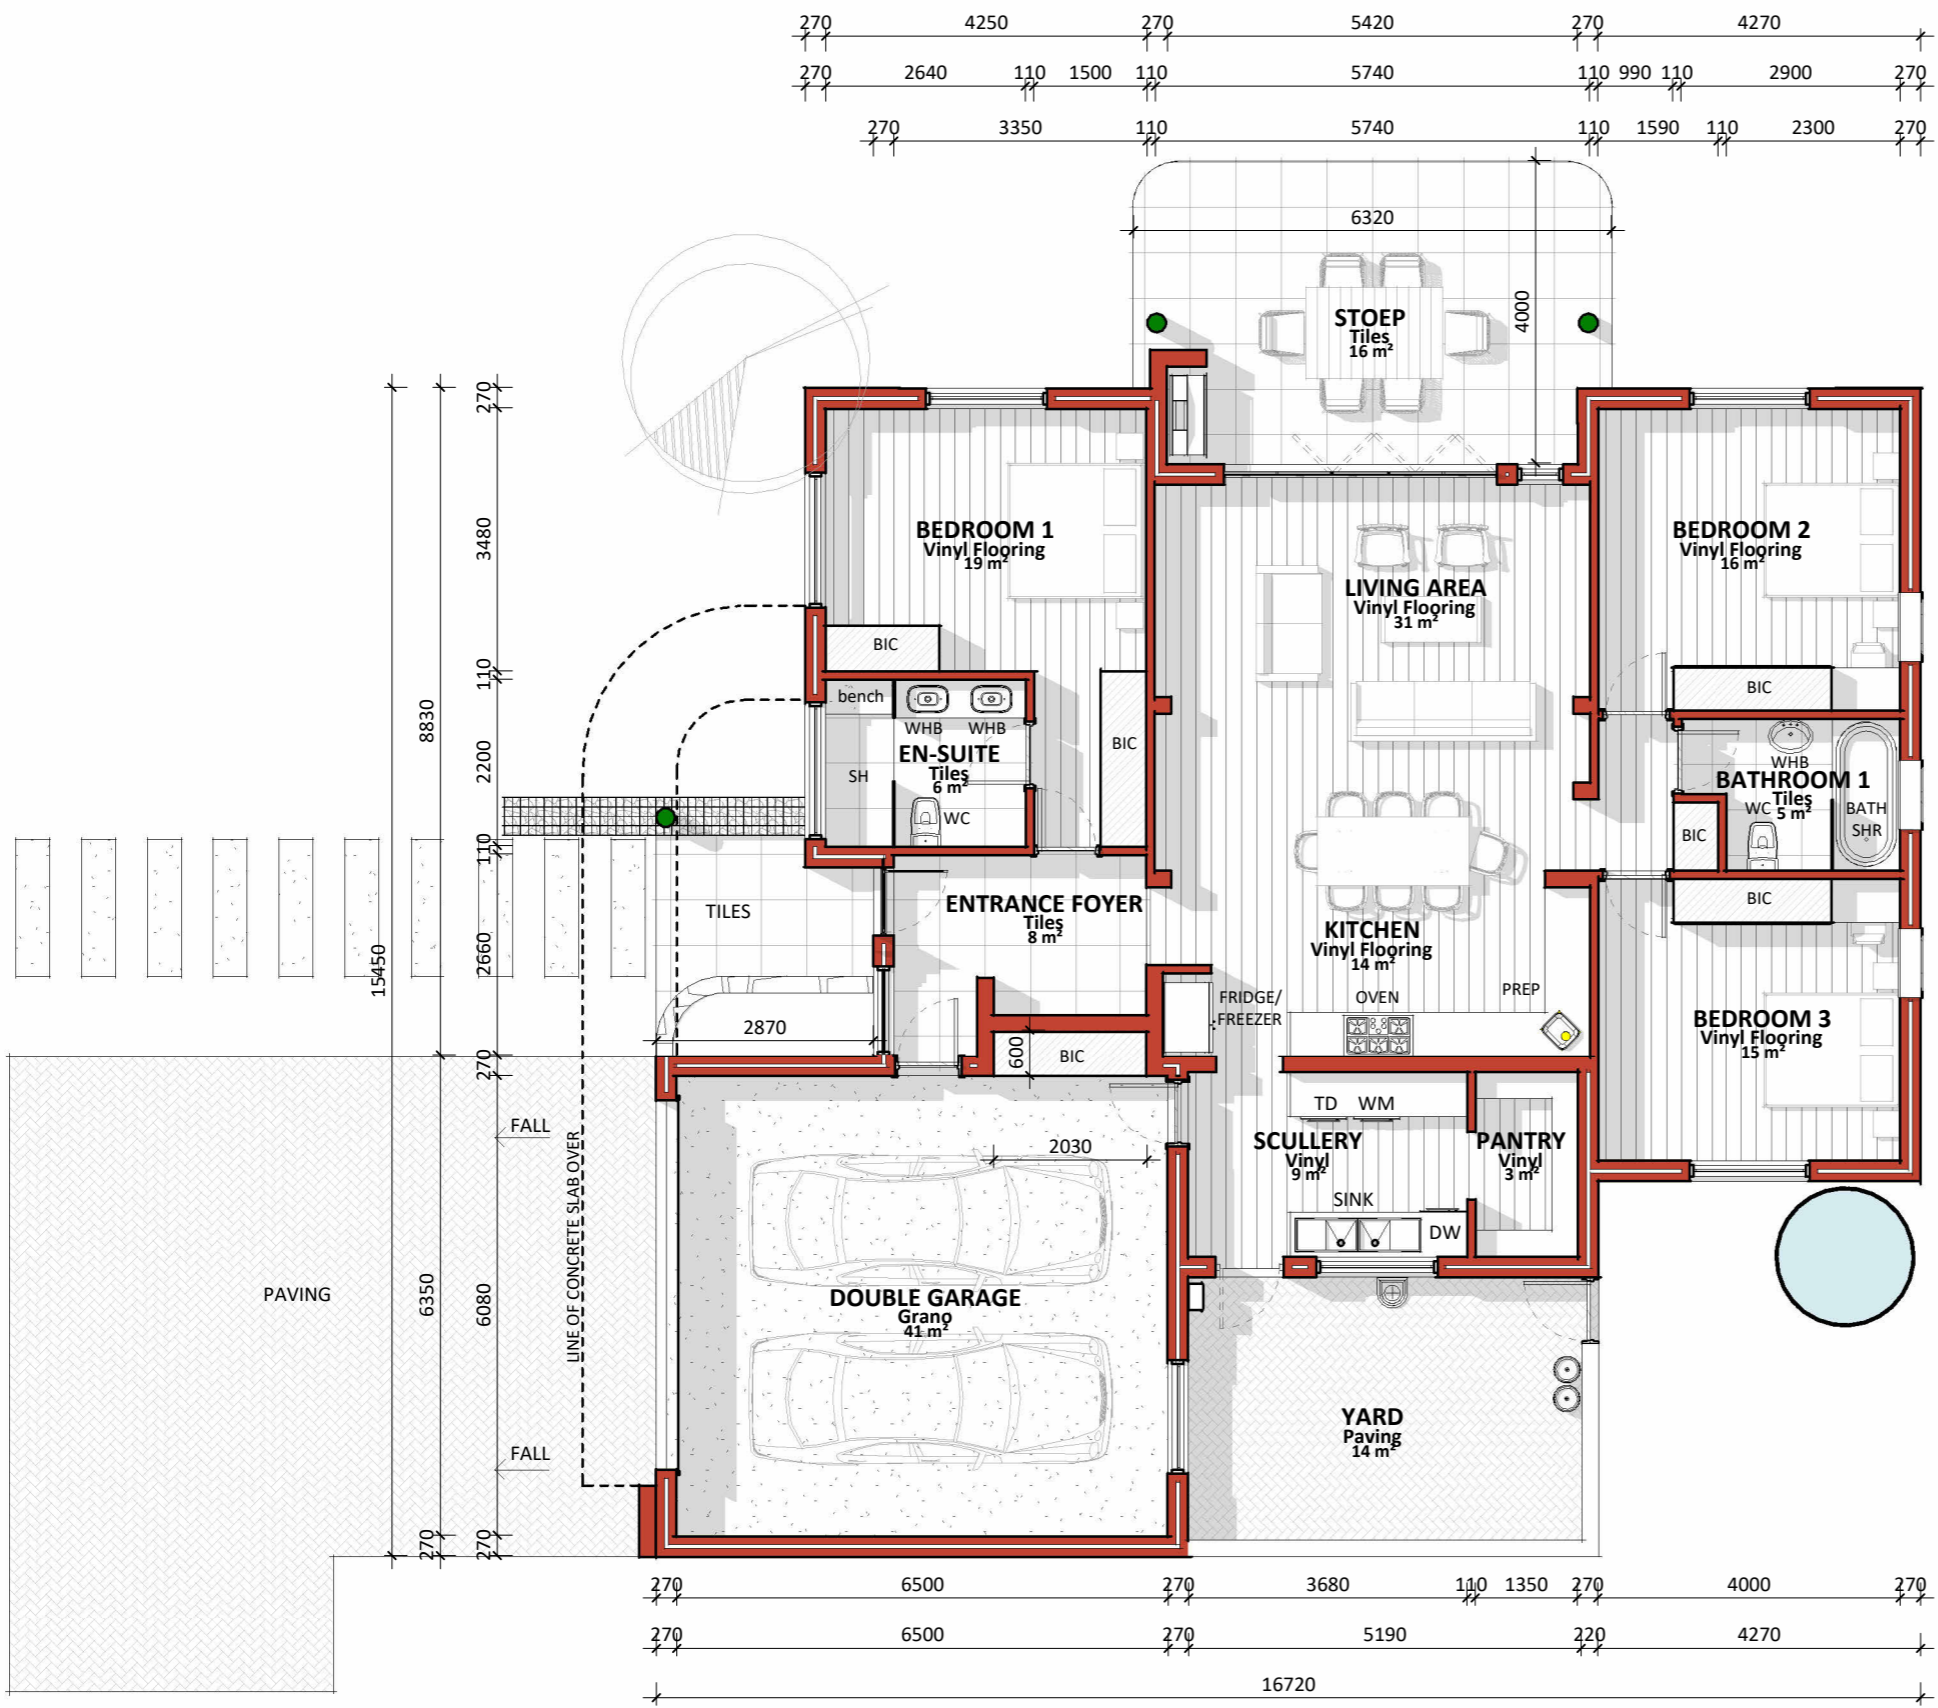 270 4250 270 5420 270 4270
270 2640 110 1500 110 5740 110 990 110 2900 270
270 3350 110 5740 110 1590 110 2300 270
6320
4000
STOEP
Tiles
16 m²
270
3480
110
2200
110
2660
270
6080
270
8830
6350
270
15450
BEDROOM 1
Vinyl Flooring
19 m²
BIC
BEDROOM 2
Vinyl Flooring
16 m²
BIC
LIVING AREA
Vinyl Flooring
31 m²
bench
WHB WHB
EN-SUITE
Tiles
6 m²
SH
WC
BIC
WHB
BATHROOM 1
Tiles
5 m²
WC
BATH
SHR
BIC
BIC
TILES
ENTRANCE FOYER
Tiles
8 m²
KITCHEN
Vinyl Flooring
14 m²
FRIDGE/
FREEZER
OVEN
PREP
BEDROOM 3
Vinyl Flooring
15 m²
2870
600
BIC
FALL
LINE OF CONCRETE SLAB OVER
2030
TD WM
SCULLERY
Vinyl
9 m²
PANTRY
Vinyl
3 m²
SINK
DW
PAVING
DOUBLE GARAGE
Grano
41 m²
FALL
YARD
Paving
14 m²
270 6500 270 3680 110 1350 270 4000 270
270 6500 270 5190 220 4270
16720